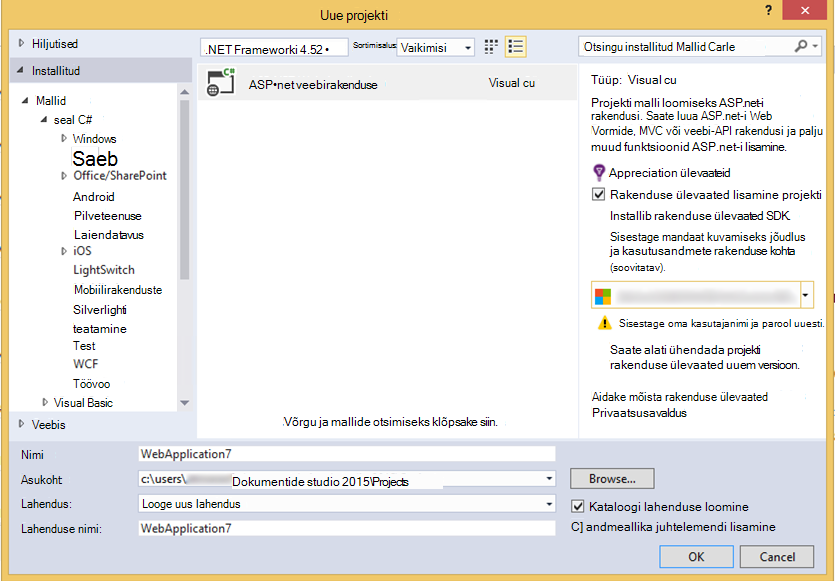 Uue projekti
?
Hiljutised
.NET Frameworki 4.52 •
Sortimisalus
Vaikimisi
Otsingu installitud Mallid Carle
Installitud
Mallid
seal C#
Windows
Saeb
Office/SharePoint
Android
Pilveteenuse
Laiendatavus
iOS
LightSwitch
Mobiilirakenduste
Silverlighti
teatamine
Test
WCF
Töövoo
Visual Basic
Veebis
ASP•net veebirakenduse
Visual cu
Võrgu ja mallide otsimiseks klõpsake siin.
Tüüp: Visual cu
Projekti malli loomiseks ASP.net-i
rakendusi. Saate luua ASP.net-i Web
Vormide, MVC või veebi-API rakendusi ja palju
muud funktsioonid ASP.net-i lisamine.
Appreciation ülevaateid
Rakenduse ülevaated lisamine projekti
Installib rakenduse ülevaated SDK.
Sisestage mandaat kuvamiseks jõudlus
ja kasutusandmete rakenduse kohta
(soovitatav).
Sisestage oma kasutajanimi ja parool uuesti.
Saate alati ühendada projekti
rakenduse ülevaated uuem versioon.
Aidake mõista rakenduse ülevaated
Privaatsusavaldus
Nimi
WebApplication7
Asukoht:
c:\users\
Dokumentide studio 2015\Projects
Browse...
Lahendus:
Looge uus lahendus
Kataloogi lahenduse loomine
Lahenduse nimi:
WebApplication7
C] andmeallika juhtelemendi lisamine
OK
Cancel